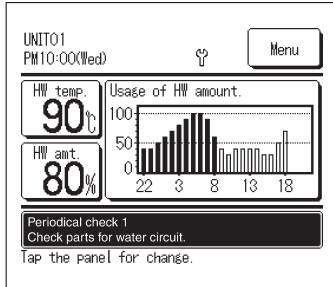 UNIT01
PM10:00(Wed)
Menu
HW temp.
90℃
Usage of HW amount.
100
50
0
22 3 8 13 18
HW amt.
80%
Periodical check 1
Check parts for water circuit.
Tap the panel for change.